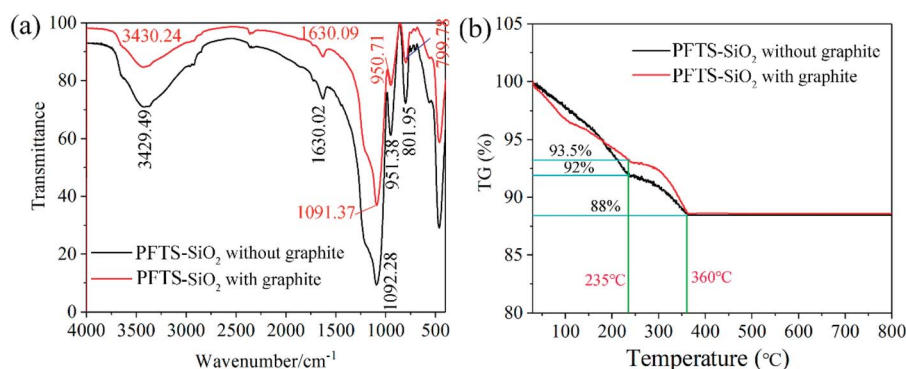 (a)
100
80
60
40
20
0
Transmittance
3430.24
1630.09
950.71
799.78
3429.49
1630.02
951.38
801.95
1091.37
1092.28
PFTS-SiO₂ without graphite
PFTS-SiO₂ with graphite
4000 3500 3000 2500 2000 1500 1000 500
Wavenumber/cm⁻¹
(b)
105
100
95
90
85
80
TG (%)
PFTS-SiO₂ without graphite
PFTS-SiO₂ with graphite
93.5%
92%
88%
235℃
360℃
100 200 300 400 500 600 700 800
Temperature (℃)